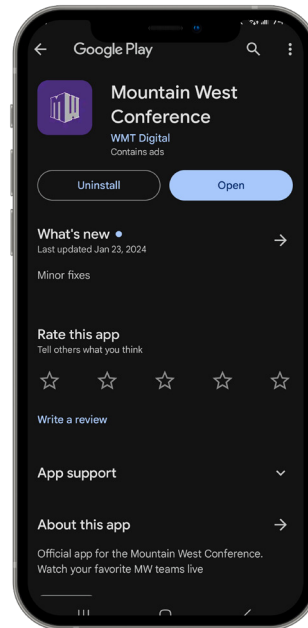 Google Play
Mountain West
Conference
WMT Digital
Contains ads
Uninstall
Open
What's new
Last updated Jan 23, 2024
Minor fixes
Rate this app
Tell others what you think
Write a review
App support
About this app
Official app for the Mountain West Conference.
Watch your favorite MW teams live